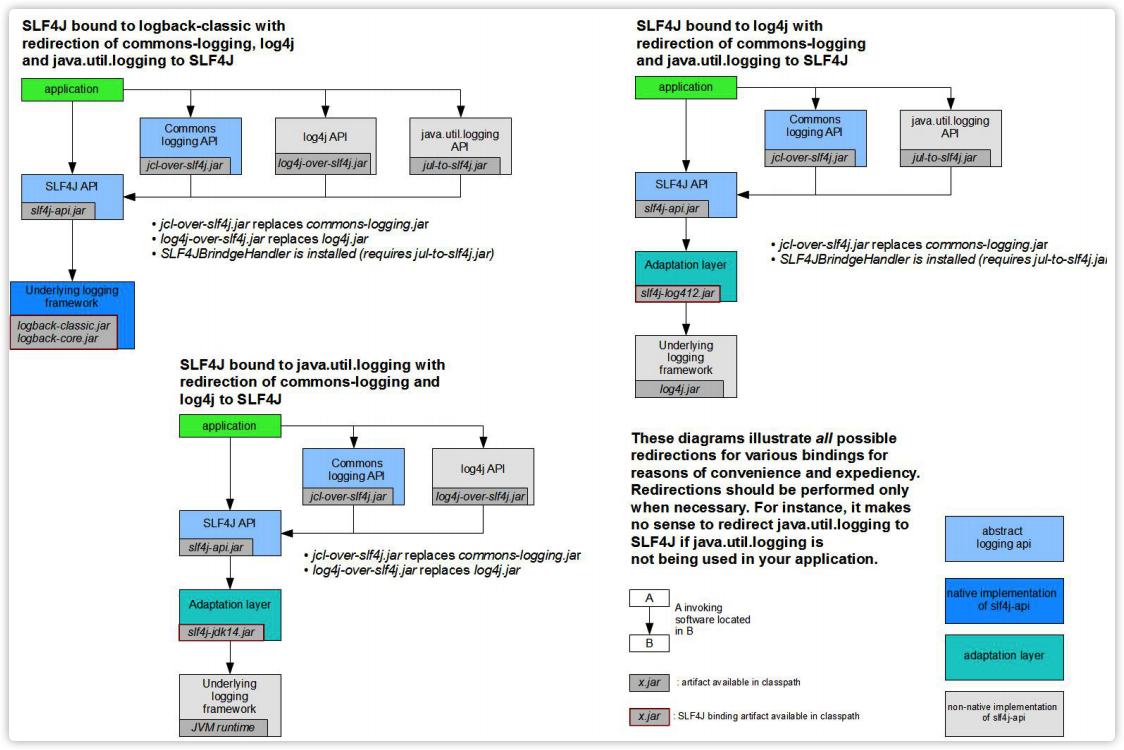 SLF4J bound to logback-classic with
redirection of commons-logging, log4j
and java.util.logging to SLF4J
application
Commons
logging API
jcl-over-slf4j.jar
log4j API
log4j-over-slf4j.jar
java.util.logging
API
jul-to-slf4j.jar
SLF4J API
slf4j-api.jar
• jcl-over-slf4j.jar replaces commons-logging.jar
• log4j-over-slf4j.jar replaces log4j.jar
• SLF4JBrindgeHandler is installed (requires jul-to-slf4j.jar)
Underlying logging
framework
logback-classic.jar
logback-core.jar
SLF4J bound to log4j with
redirection of commons-logging
and java.util.logging to SLF4J
application
Commons
logging API
jcl-over-slf4j.jar
java.util.logging
API
jul-to-slf4j.jar
SLF4J API
slf4j-api.jar
• jcl-over-slf4j.jar replaces commons-logging.jar
• SLF4JBrindgeHandler is installed (requires jul-to-slf4j.jar
Adaptation layer
slf4j-log412.jar
Underlying
logging
framework
log4j.jar
SLF4J bound to java.util.logging with
redirection of commons-logging and
log4j to SLF4J
application
Commons
logging API
jcl-over-slf4j.jar
log4j API
log4j-over-slf4j.jar
SLF4J API
slf4j-api.jar
• jcl-over-slf4j.jar replaces commons-logging.jar
• log4j-over-slf4j.jar replaces log4j.jar
Adaptation layer
slf4j-jdk14.jar
Underlying
logging
framework
JVM runtime
These diagrams illustrate all possible
redirections for various bindings for
reasons of convenience and expediency.
Redirections should be performed only
when necessary. For instance, it makes
no sense to redirect java.util.logging to
SLF4J if java.util.logging is
not being used in your application.
A
B
A invoking
software located
in B
x.jar : artifact available in classpath
x.jar : SLF4J binding artifact available in classpath
abstract
logging api
native implementation
of slf4j-api
adaptation layer
non-native implementation
of slf4j-api